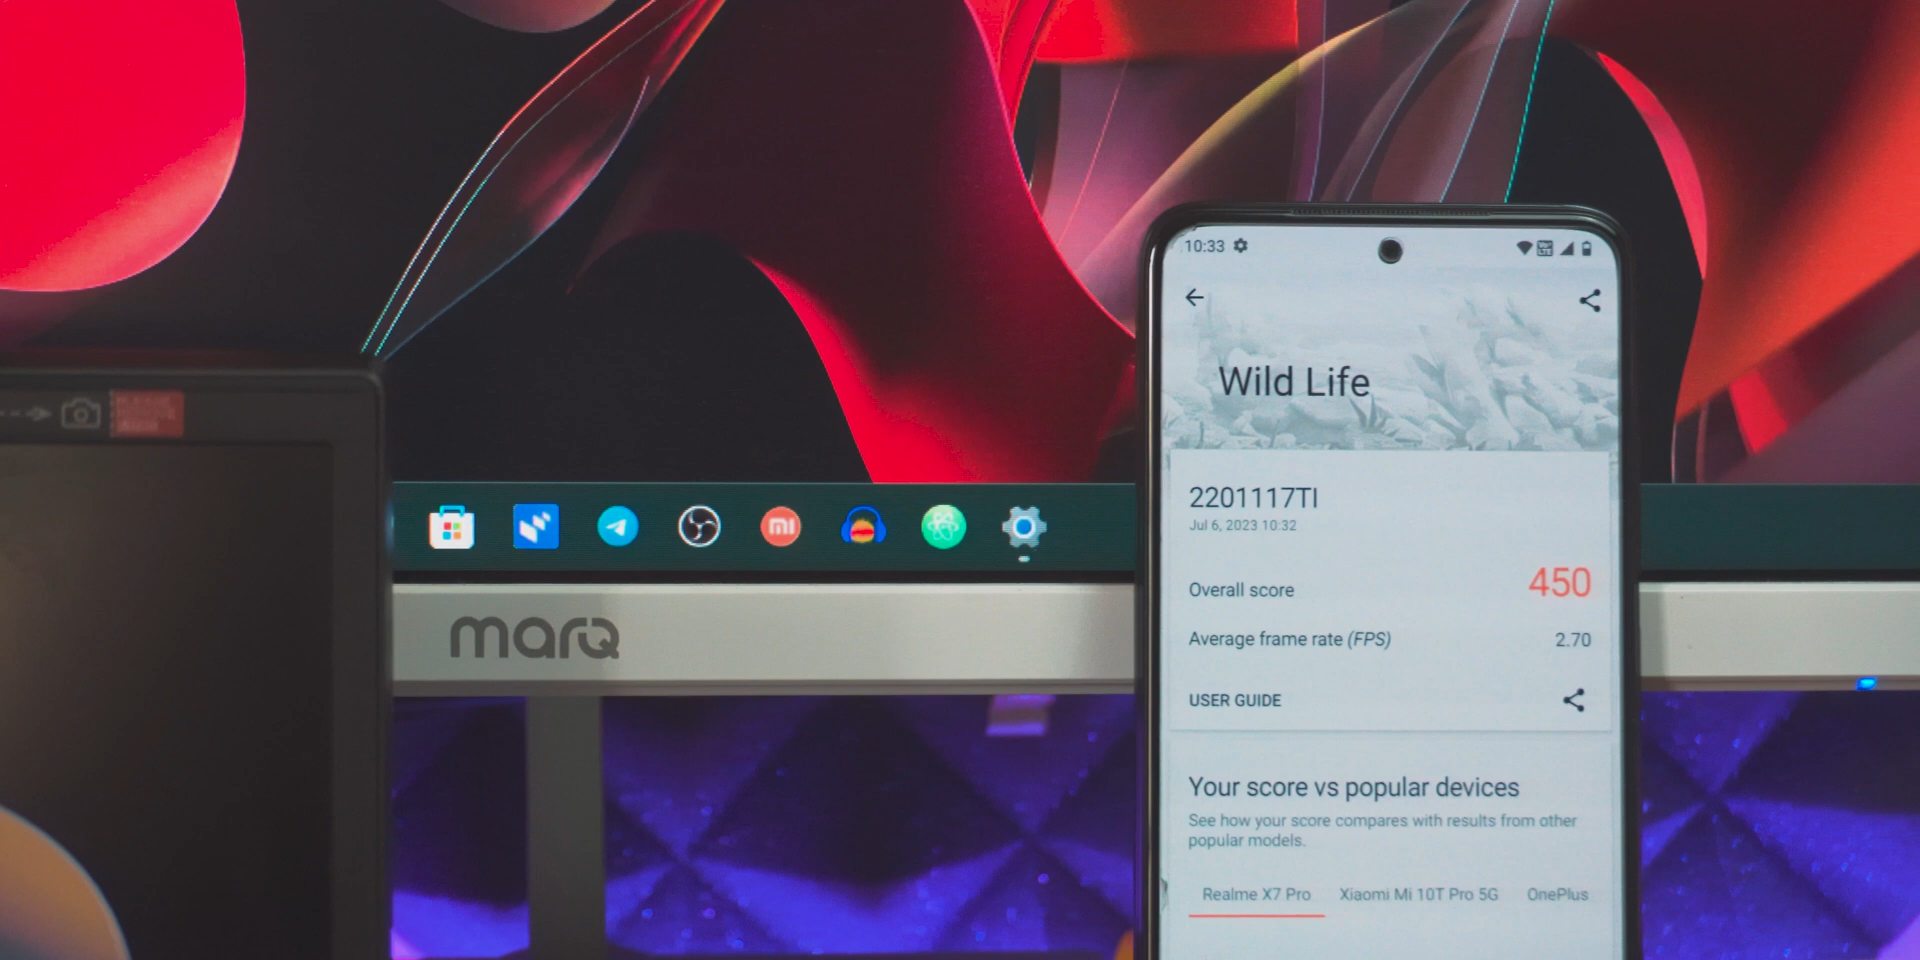 10:33
Wild Life
2201117TI
Jul 6, 2023 10:32
Overall score 450
Average frame rate (FPS) 2.70
USER GUIDE
Your score vs popular devices
See how your score compares with results from other
popular models.
Realme X7 Pro Xiaomi Mi 10T Pro 5G OnePlus
mi
marQ